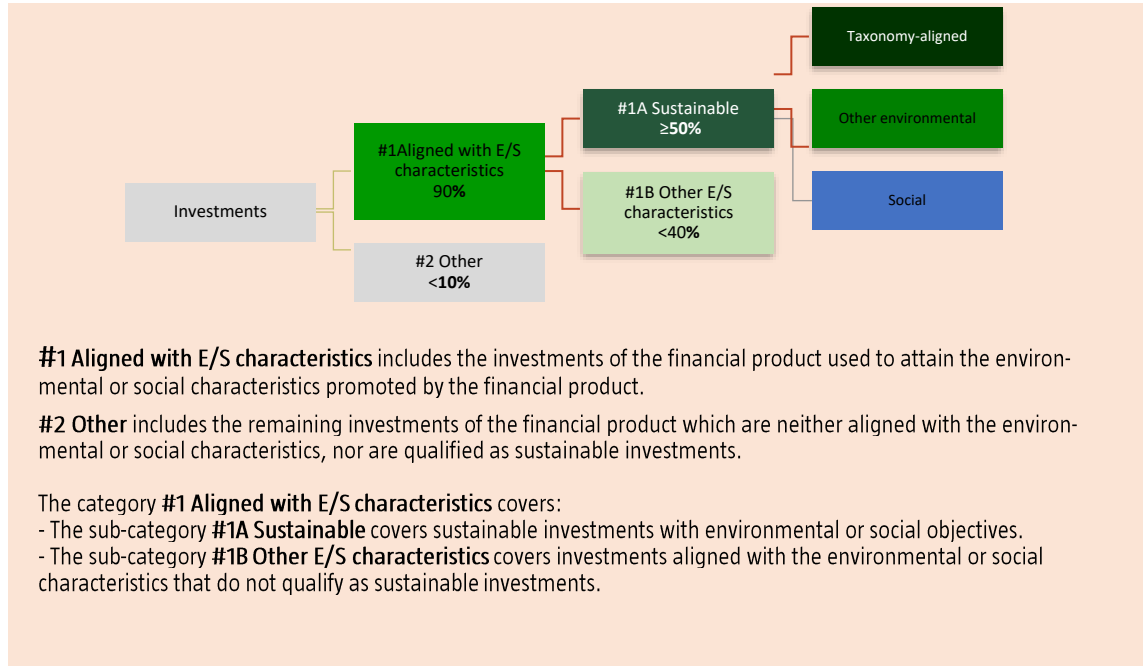 Taxonomy-aligned
#1A Sustainable
≥50%
Other environmental
#1Aligned with E/S
characteristics
90%
#1B Other E/S
characteristics
<40%
Social
Investments
#2 Other
<10%
#1 Aligned with E/S characteristics includes the investments of the financial product used to attain the environ-
mental or social characteristics promoted by the financial product.
#2 Other includes the remaining investments of the financial product which are neither aligned with the environ-
mental or social characteristics, nor are qualified as sustainable investments.
The category #1 Aligned with E/S characteristics covers:
- The sub-category #1A Sustainable covers sustainable investments with environmental or social objectives.
- The sub-category #1B Other E/S characteristics covers investments aligned with the environmental or social
characteristics that do not qualify as sustainable investments.